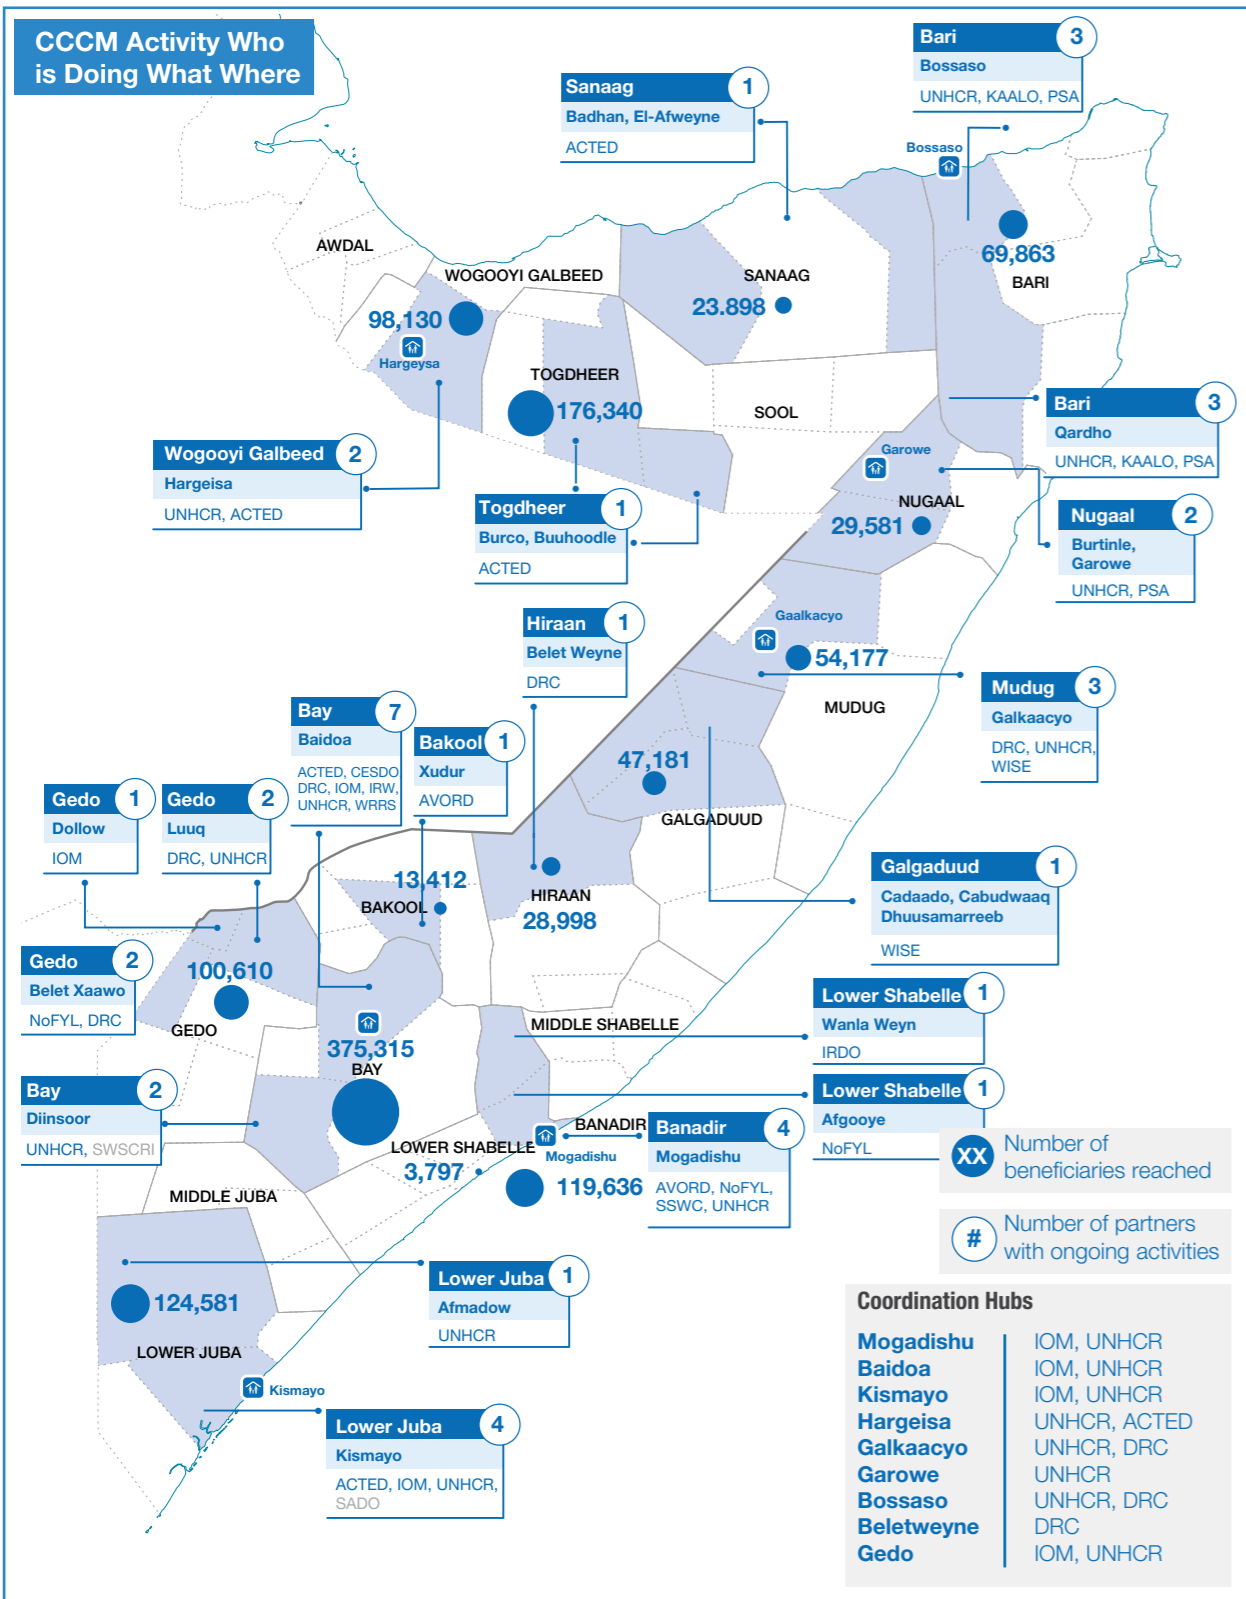 CCCM Activity Who
is Doing What Where
Bari 3
Bossaso
UNHCR, KAALO, PSA
Sanaag 1
Badhan, El-Afweyne
ACTED
Bossaso
69,863
BARI
AWDAL
WOGOOYI GALBEED
SANAAG
23.898
98,130
Hargeysa
TOGDHEER
176,340
SOOL
Bari 3
Qardho
UNHCR, KAALO, PSA
Wogooyi Galbeed 2
Hargeisa
UNHCR, ACTED
Garowe
NUGAAL
29,581
Togdheer 1
Burco, Buuhoodle
ACTED
Nugaal 2
Burtinle,
Garowe
UNHCR, PSA
Hiraan 1
Belet Weyne
DRC
Gaalkacyo
54,177
MUDUG
Mudug 3
Galkaacyo
DRC, UNHCR,
WISE
Bay 7
Baidoa
ACTED, CESDO
DRC, IOM, IRW,
UNHCR, WRRS
Bakool 1
Xudur
AVORD
47,181
GALGADUUD
Gedo 1
Dollow
IOM
Gedo 2
Luuq
DRC, UNHCR
Galgaduud 1
Cadaado, Cabudwaaq
Dhuusamarreeb
WISE
13,412
BAKOOL
HIRAAN
28,998
Gedo 2
Belet Xaawo
NoFYL, DRC
100,610
GEDO
375,315
BAY
MIDDLE SHABELLE
Lower Shabelle 1
Wanla Weyn
IRDO
Bay 2
Diinsoor
UNHCR, SWSCRI
Lower Shabelle 1
Afgooye
NoFYL
LOWER SHABELLE
3,797
BANADIR
Mogadishu
119,636
Banadir 4
Mogadishu
AVORD, NoFYL,
SSWC, UNHCR
XX Number of
beneficiaries reached
# Number of partners
with ongoing activities
MIDDLE JUBA
124,581
LOWER JUBA
Lower Juba 1
Afmadow
UNHCR
Kismayo
Lower Juba 4
Kismayo
ACTED, IOM, UNHCR,
SADO
Coordination Hubs
Mogadishu IOM, UNHCR
Baidoa IOM, UNHCR
Kismayo IOM, UNHCR
Hargeisa UNHCR, ACTED
Galkaacyo UNHCR, DRC
Garowe UNHCR
Bossaso UNHCR, DRC
Beletweyne DRC
Gedo IOM, UNHCR